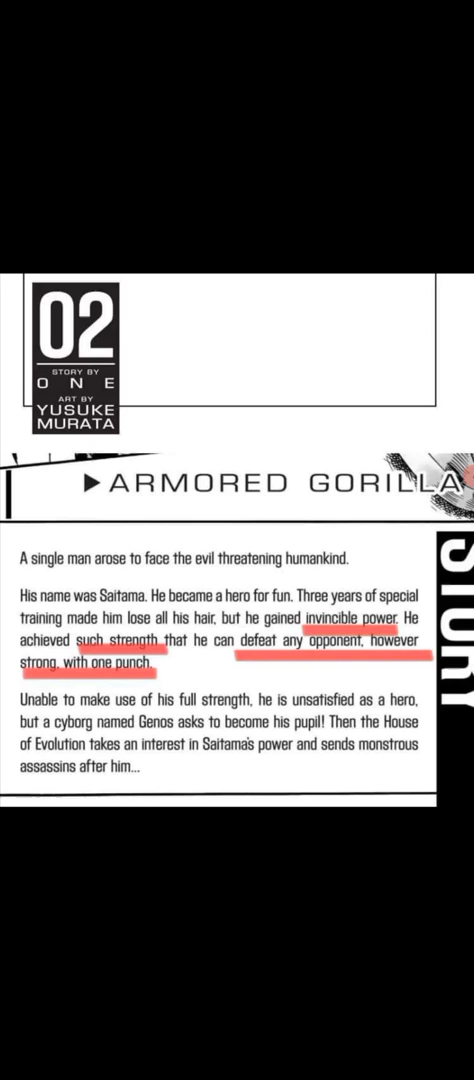 02
STORY BY
ONE
ART BY
YUSUKE
MURATA
▶ARMORED GORILLA
STORY
A single man arose to face the evil threatening humankind.
His name was Saitama. He became a hero for fun. Three years of special
training made him lose all his hair, but he gained invincible power. He
achieved such strength that he can defeat any opponent, however
strong, with one punch.
Unable to make use of his full strength, he is unsatisfied as a hero,
but a cyborg named Genos asks to become his pupil! Then the House
of Evolution takes an interest in Saitama's power and sends monstrous
assassins after him...